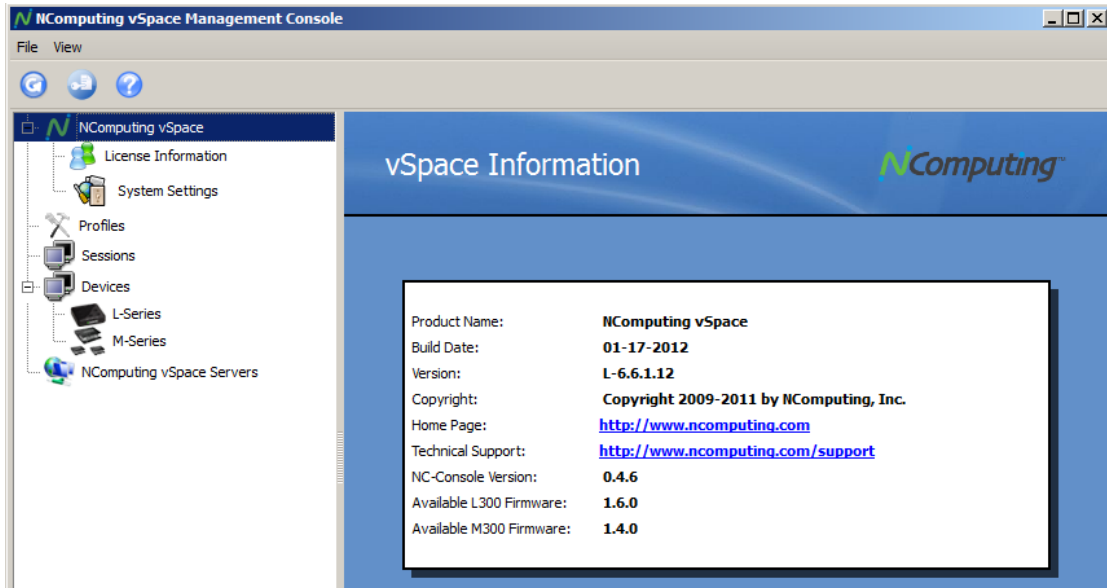 NComputing vSpace Management Console
File View
NComputing vSpace
License Information
System Settings
Profiles
Sessions
Devices
L-Series
M-Series
NComputing vSpace Servers
vSpace Information
NComputing™
Product Name: NComputing vSpace
Build Date: 01-17-2012
Version: L-6.6.1.12
Copyright: Copyright 2009-2011 by NComputing, Inc.
Home Page: http://www.ncomputing.com
Technical Support: http://www.ncomputing.com/support
NC-Console Version: 0.4.6
Available L300 Firmware: 1.6.0
Available M300 Firmware: 1.4.0